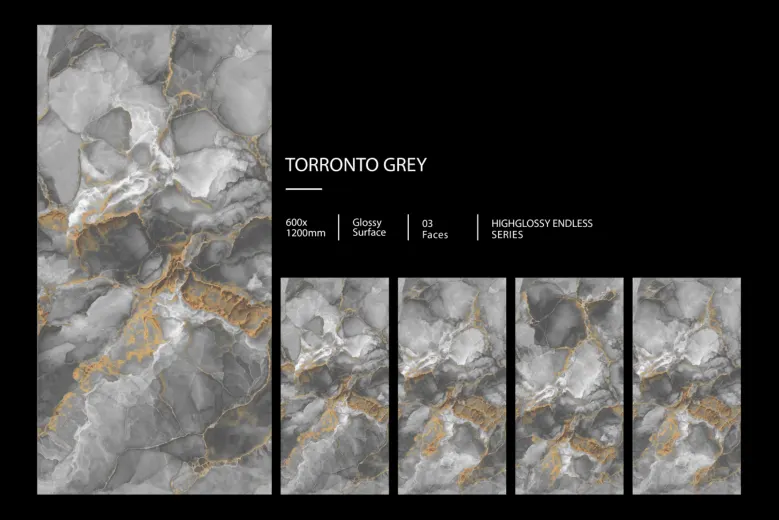 TORRONTO GREY
600x
1200mm
Glossy
Surface
03
Faces
HIGHGLOSSY ENDLESS
SERIES